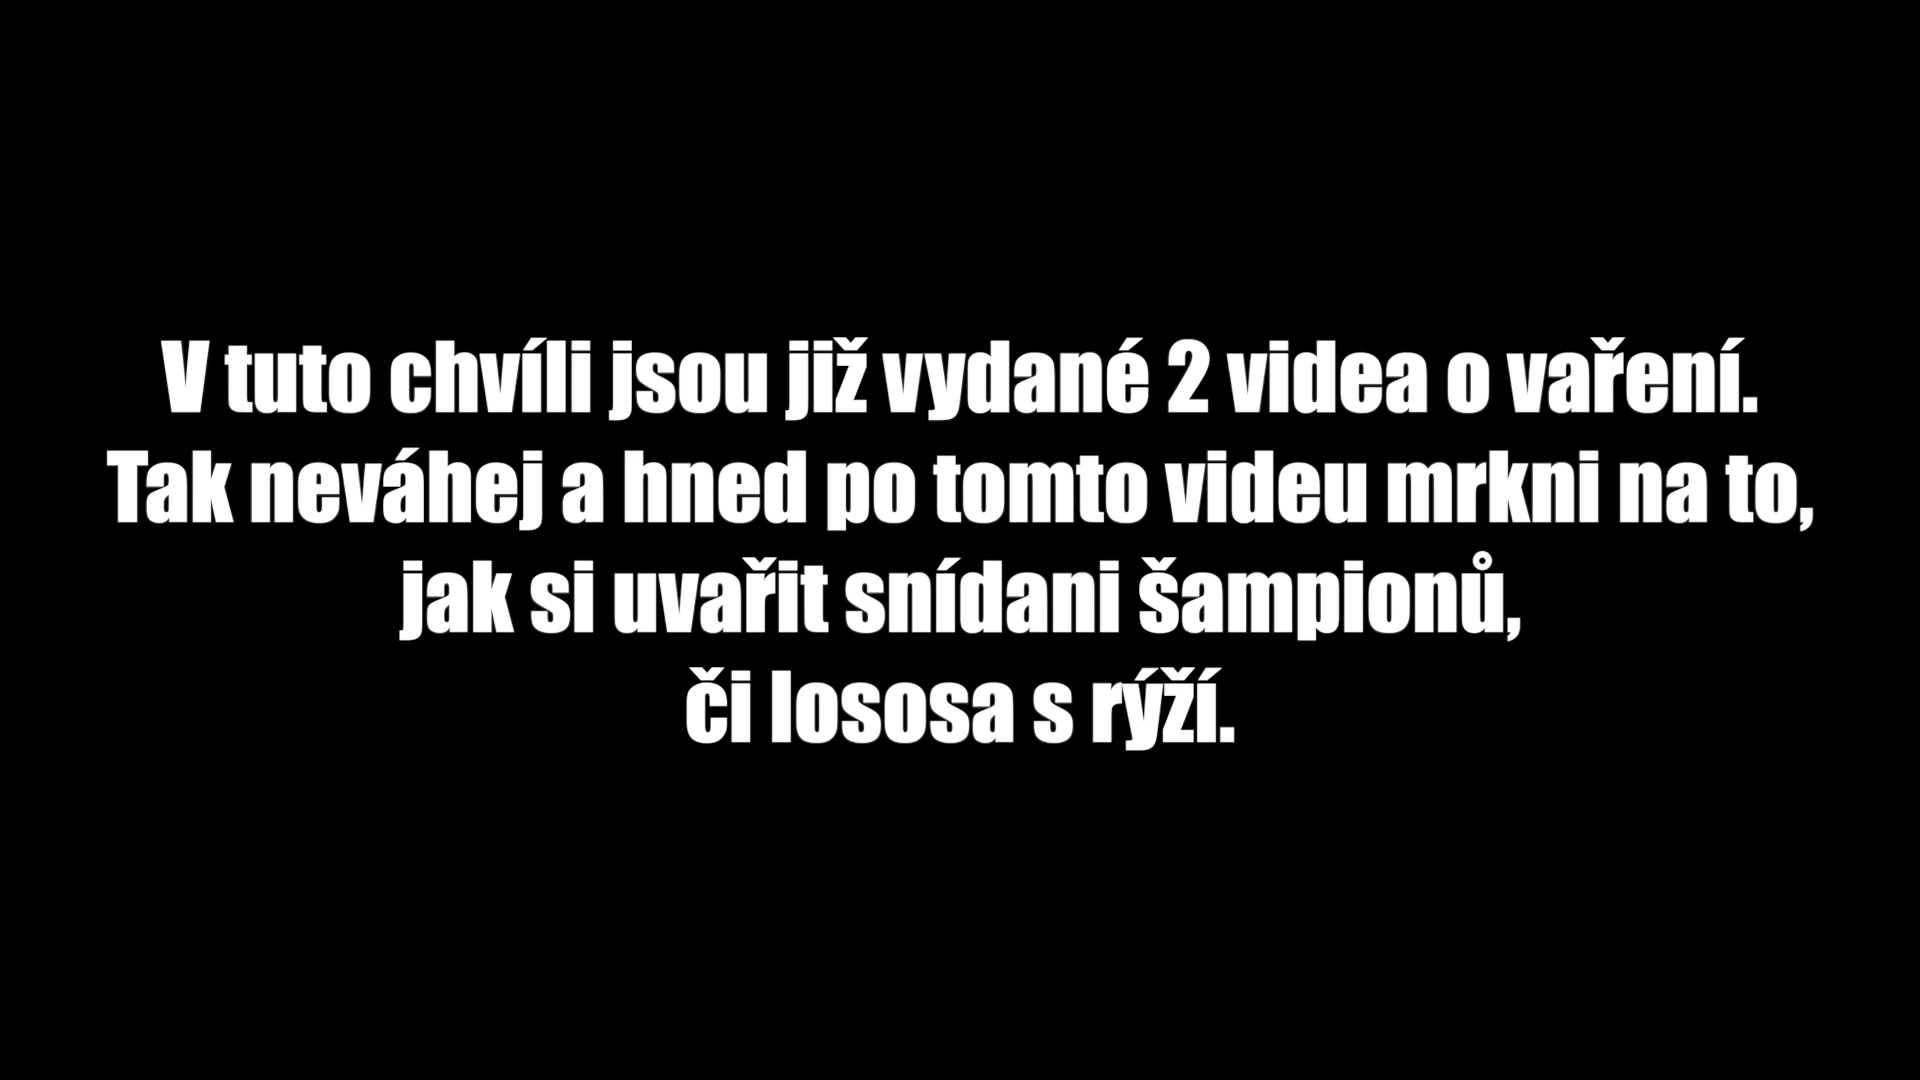 V tuto chvíli jsou již vydané 2 videa o vaření.
Tak neváhej a hned po tomto videu mrkni na to,
jak si uvařit snídani šampionů,
či lososa s rýží.